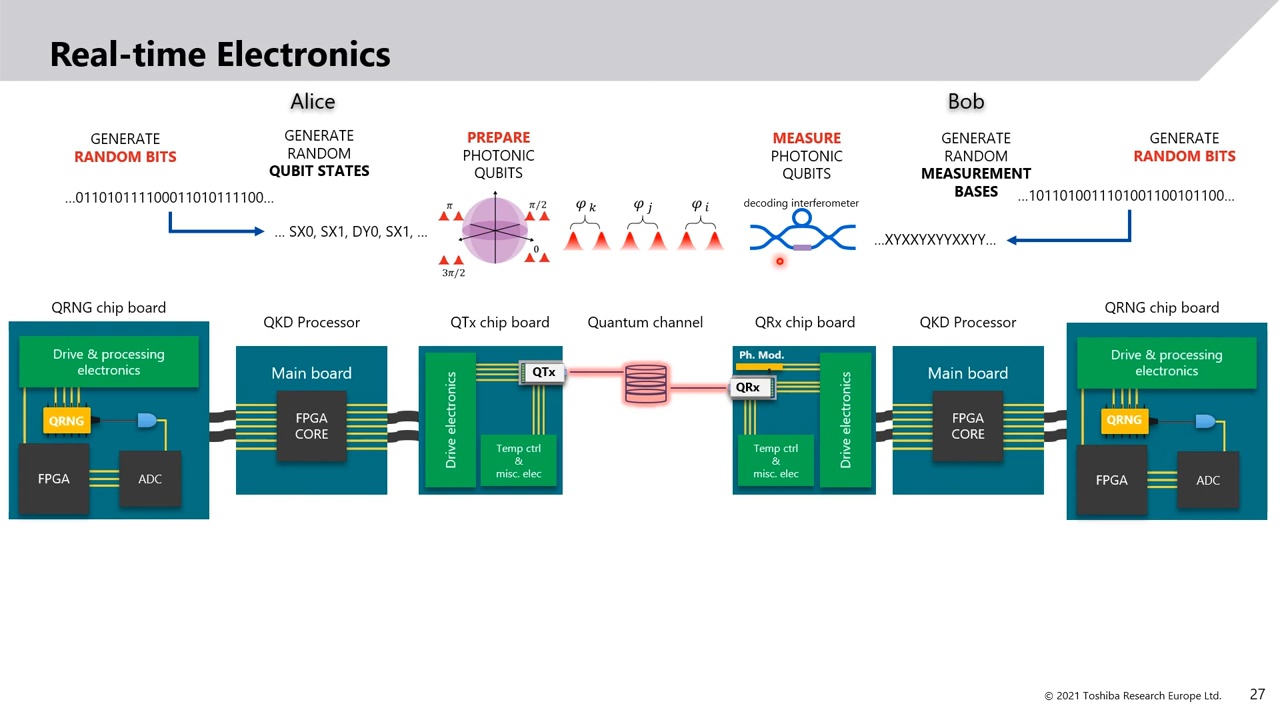 Real-time Electronics
Alice
Bob
GENERATE
RANDOM BITS
GENERATE
RANDOM
QUBIT STATES
PREPARE
PHOTONIC
QUBITS
MEASURE
PHOTONIC
QUBITS
GENERATE
RANDOM
MEASUREMENT
BASES
GENERATE
RANDOM BITS
...011010111100011010111100...
... SX0, SX1, DY0, SX1, ...
π
π/2
0
3π/2
φk
φj
φi
decoding interferometer
...XYXXYXYYXXYY...
...1011010011101001100101100...
QRNG chip board
QKD Processor
QTx chip board
Quantum channel
QRx chip board
QKD Processor
QRNG chip board
Drive & processing
electronics
QRNG
FPGA
ADC
Main board
FPGA
CORE
Drive electronics
QTx
Temp ctrl
&
misc. elec
Ph. Mod.
QRx
Temp ctrl
&
misc. elec
Drive electronics
Main board
FPGA
CORE
Drive & processing
electronics
QRNG
FPGA
ADC
© 2021 Toshiba Research Europe Ltd.
27